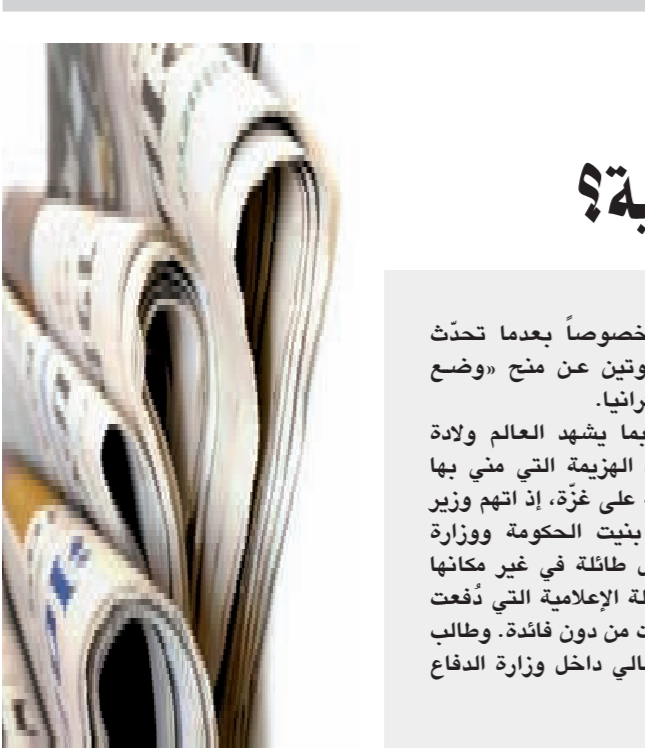 ية؟
خصوصاً بعدما تحدّث
وتين عن منح «وضع
رانيا.
بما يشهد العالم ولادة
الهزيمة التي مني بها
على غزّة، إذ اتهم وزير
بنيت الحكومة ووزارة
طائلة في غير مكانها
لة الإعلامية التي دُفعت
ت من دون فائدة. وطالب
الي داخل وزارة الدفاع